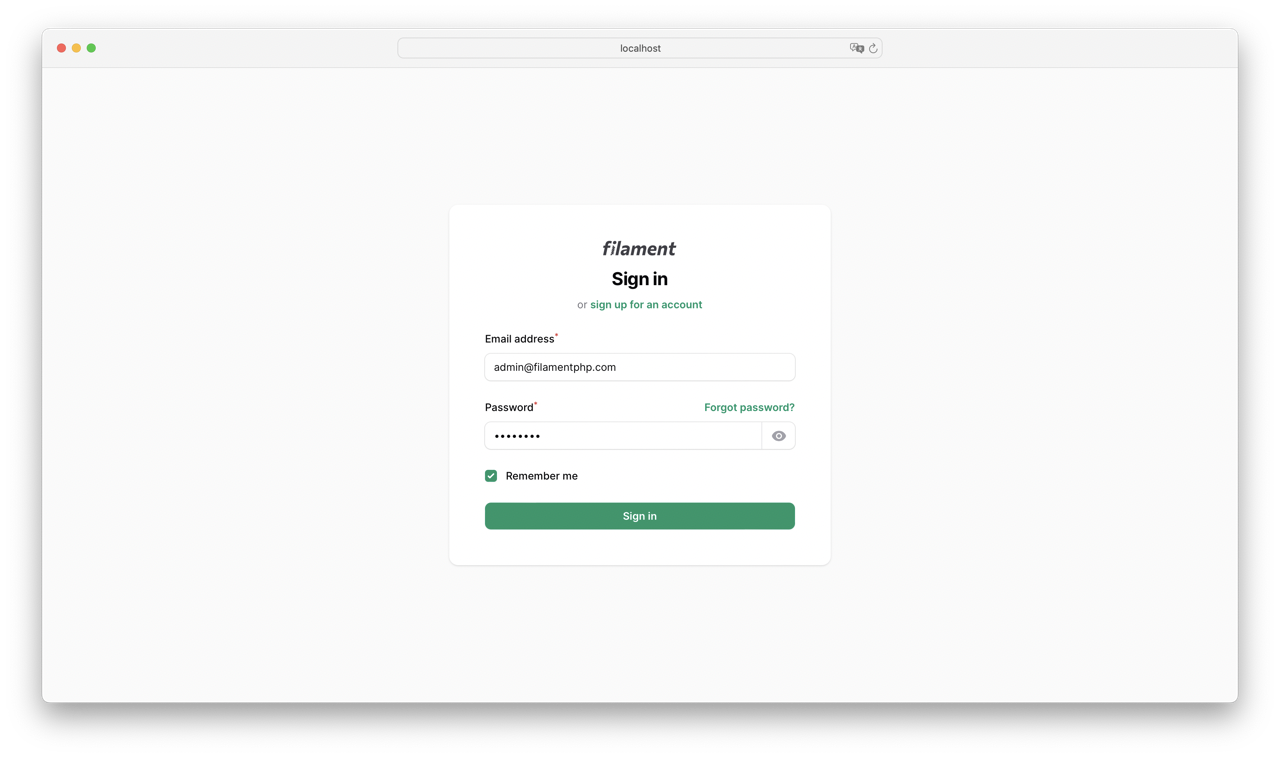 localhost
filament
Sign in
or sign up for an account
Email address*
admin@filamentphp.com
Password* Forgot password?
••••••••
Remember me
Sign in